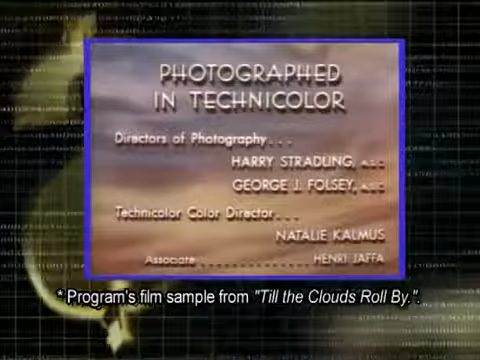 PHOTOGRAPHED
IN TECHNICOLOR
Directors of Photography . . .
HARRY STRADLING, A.S.C.
GEORGE J. FOLSEY, A.S.C.
Technicolor Color Director . . .
NATALIE KALMUS
Associate . . . . . . . . . . . . . . HENRI JAFFA
* Program's film sample from "Till the Clouds Roll By.".